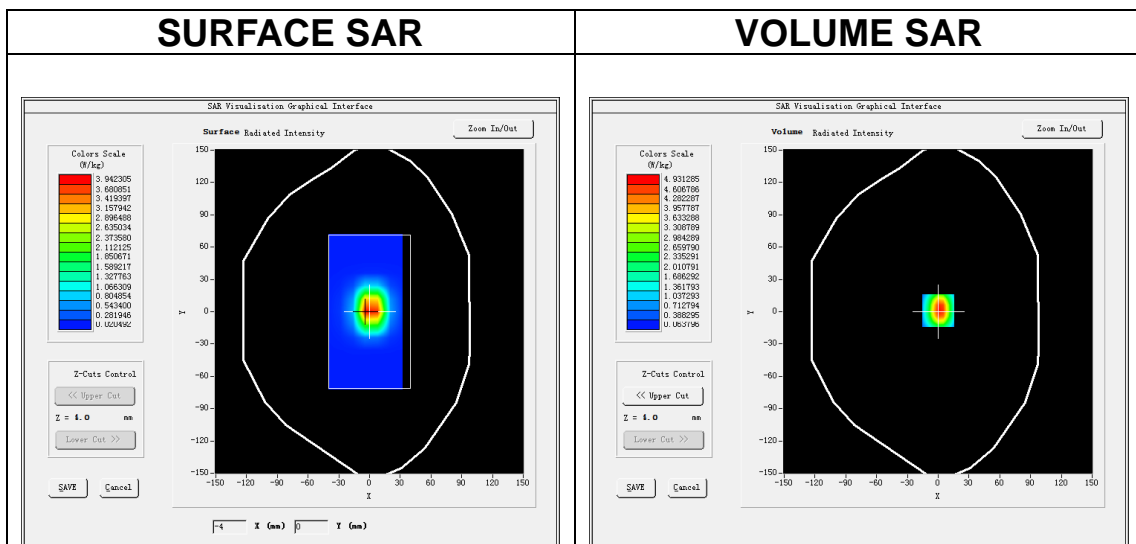 SURFACE SAR
VOLUME SAR
SAR Visualisation Graphical Interface
Surface Radiated Intensity
Zoom In/Out
Colors Scale
(W/kg)
3.942305
3.680851
3.419397
3.157942
2.896488
2.635034
2.373580
2.112125
1.850671
1.589217
1.327763
1.066309
0.804854
0.543400
0.281946
0.020492
Z-Cuts Control
<< Upper Cut
Z = 4.0 mm
Lower Cut >>
SAVE Cancel
150
120
90
60
30
0
-30
-60
-90
-120
-150
Y
-150 -120 -90 -60 -30 0 30 60 90 120 150
X
-4 X (mm) 0 Y (mm)
SAR Visualisation Graphical Interface
Volume Radiated Intensity
Zoom In/Out
Colors Scale
(W/kg)
4.931285
4.606786
4.282287
3.957787
3.633288
3.308789
2.984289
2.659790
2.335291
2.010791
1.686292
1.361793
1.037293
0.712794
0.388295
0.063796
Z-Cuts Control
<< Upper Cut
Z = 4.0 mm
Lower Cut >>
SAVE Cancel
150
120
90
60
30
0
-30
-60
-90
-120
-150
Y
-150 -120 -90 -60 -30 0 30 60 90 120 150
X